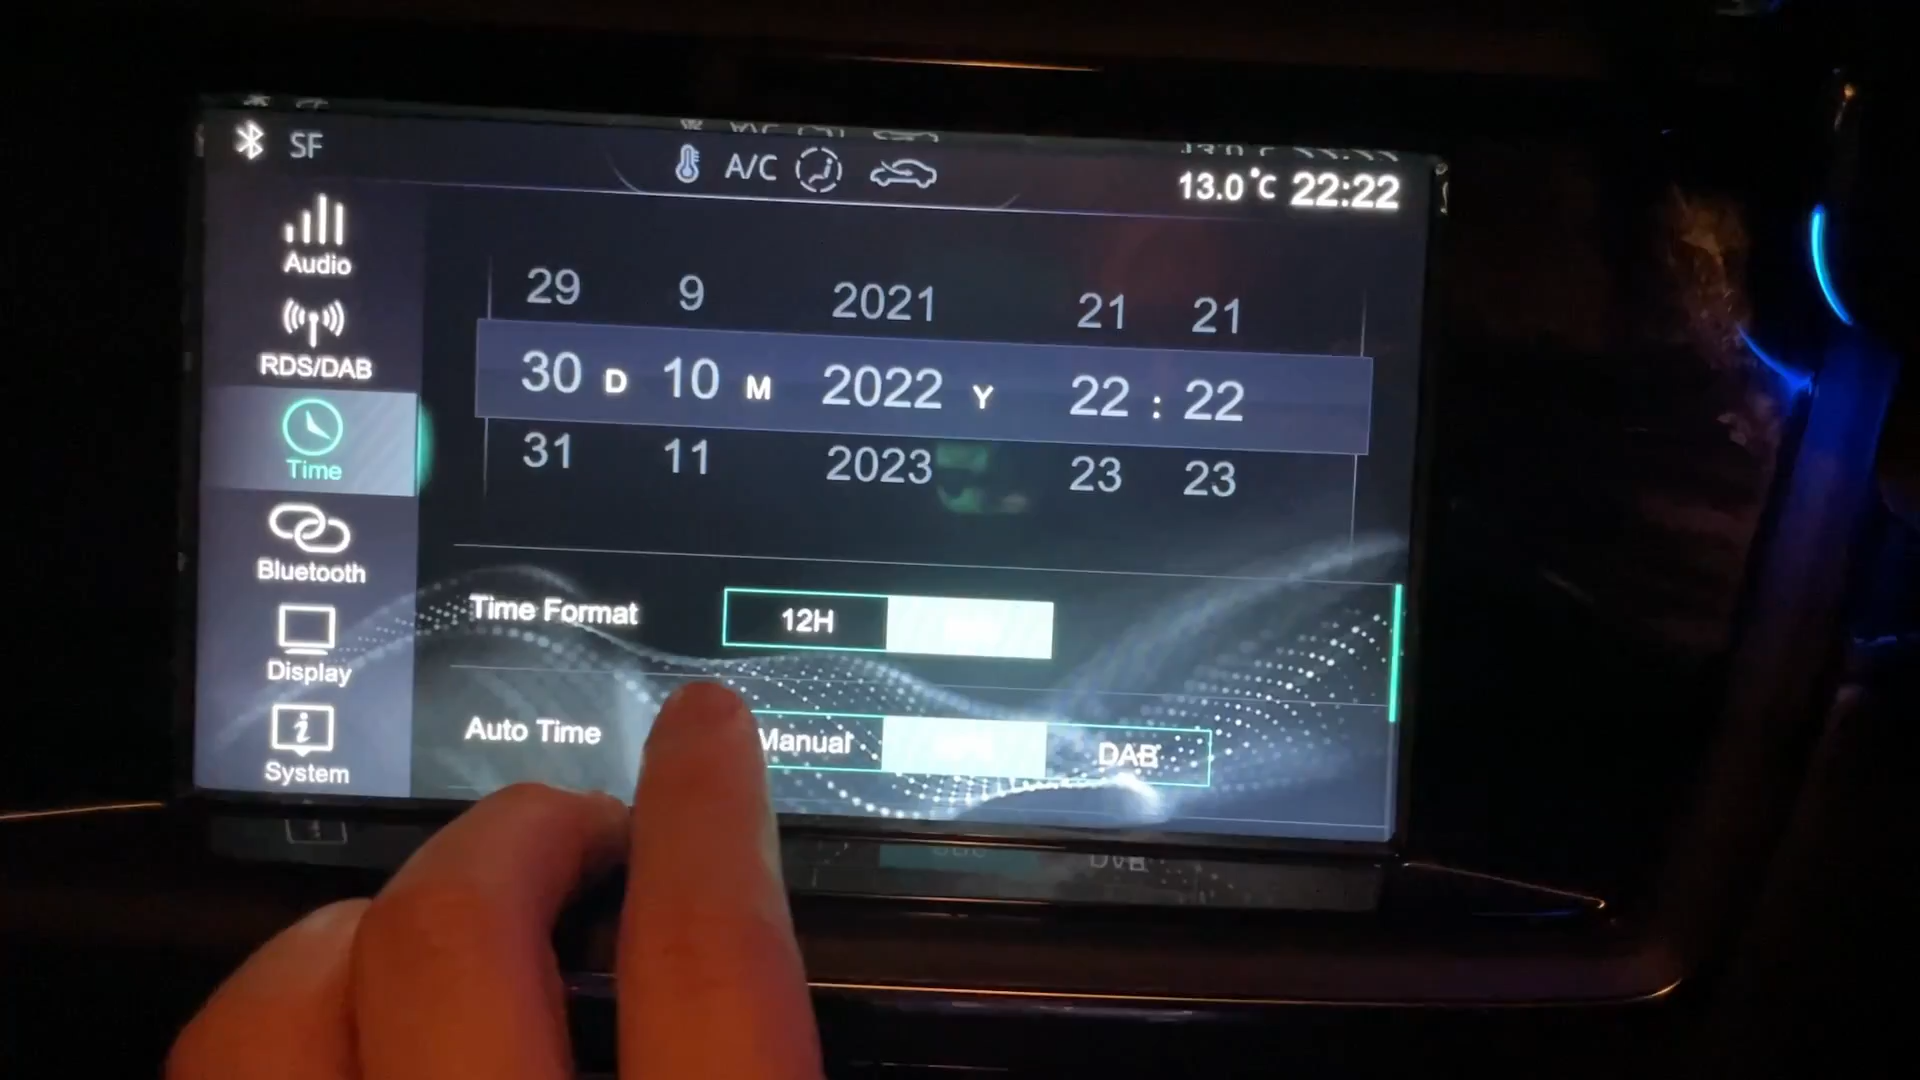 SF
A/C
13.0°C 22:22
Audio
RDS/DAB
Time
Bluetooth
Display
System
29 9 2021 21 21
30 D 10 M 2022 Y 22 : 22
31 11 2023 23 23
Time Format 12H
Auto Time Manual DAB